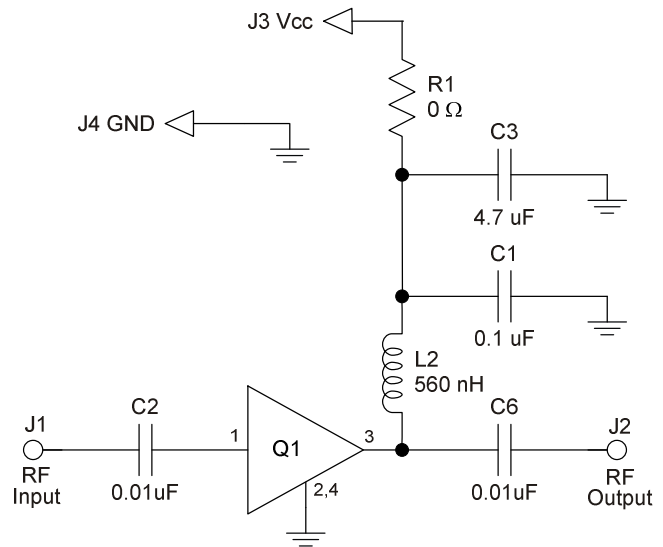 J3 Vcc
R1
0 Ω
J4 GND
C3
4.7 uF
C1
0.1 uF
L2
560 nH
J1
C2
1
Q1
3
C6
J2
RF
Input
0.01uF
2,4
0.01uF
RF
Output